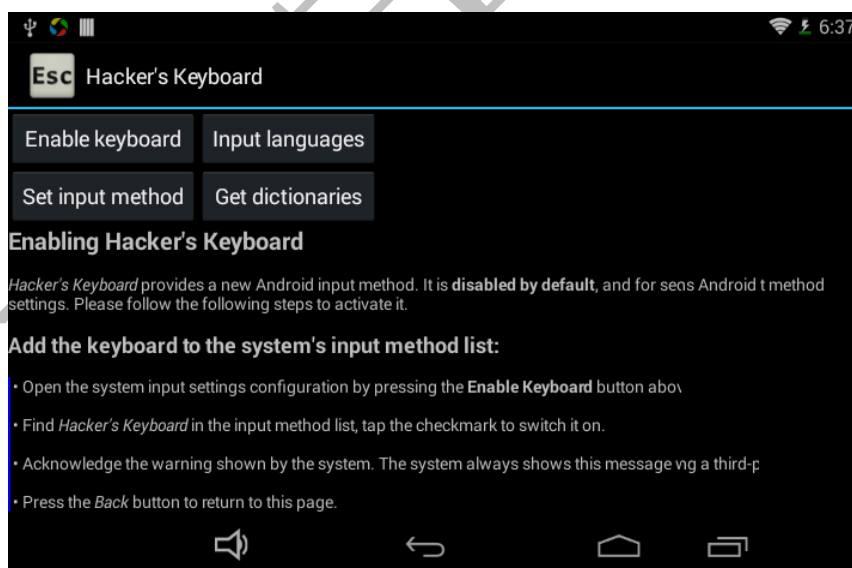 6:37
Esc Hacker's Keyboard
Enable keyboard Input languages
Set input method Get dictionaries
Enabling Hacker's Keyboard
Hacker's Keyboard provides a new Android input method. It is disabled by default, and for Android method
settings. Please follow the following steps to activate it.
Add the keyboard to the system's input method list:
• Open the system input settings configuration by pressing the Enable Keyboard button
• Find Hacker's Keyboard in the input method list, tap the checkmark to switch it on.
• Acknowledge the warning shown by the system. The system always shows this message a
• Press the Back button to return to this page.